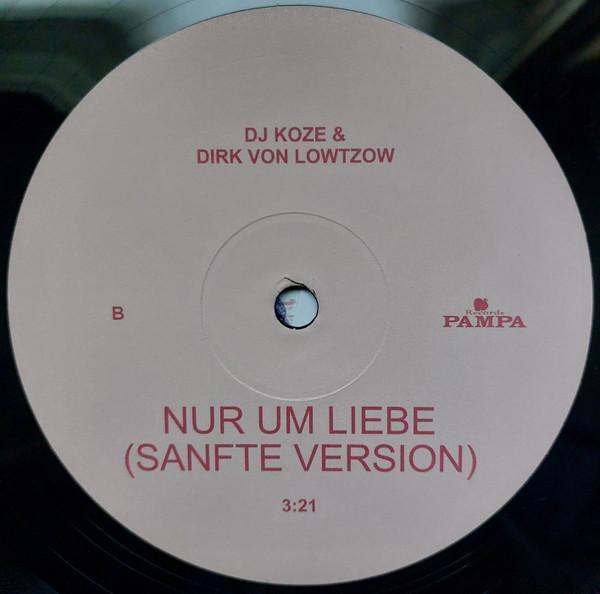 DJ KOZE &
DIRK VON LOWTZOW
B
Records
PAMPA
NUR UM LIEBE
(SANFTE VERSION)
3:21